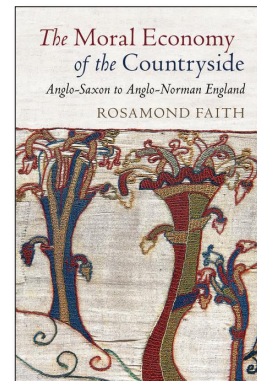 The Moral Economy
of the Countryside
Anglo-Saxon to Anglo-Norman England
ROSAMOND FAITH